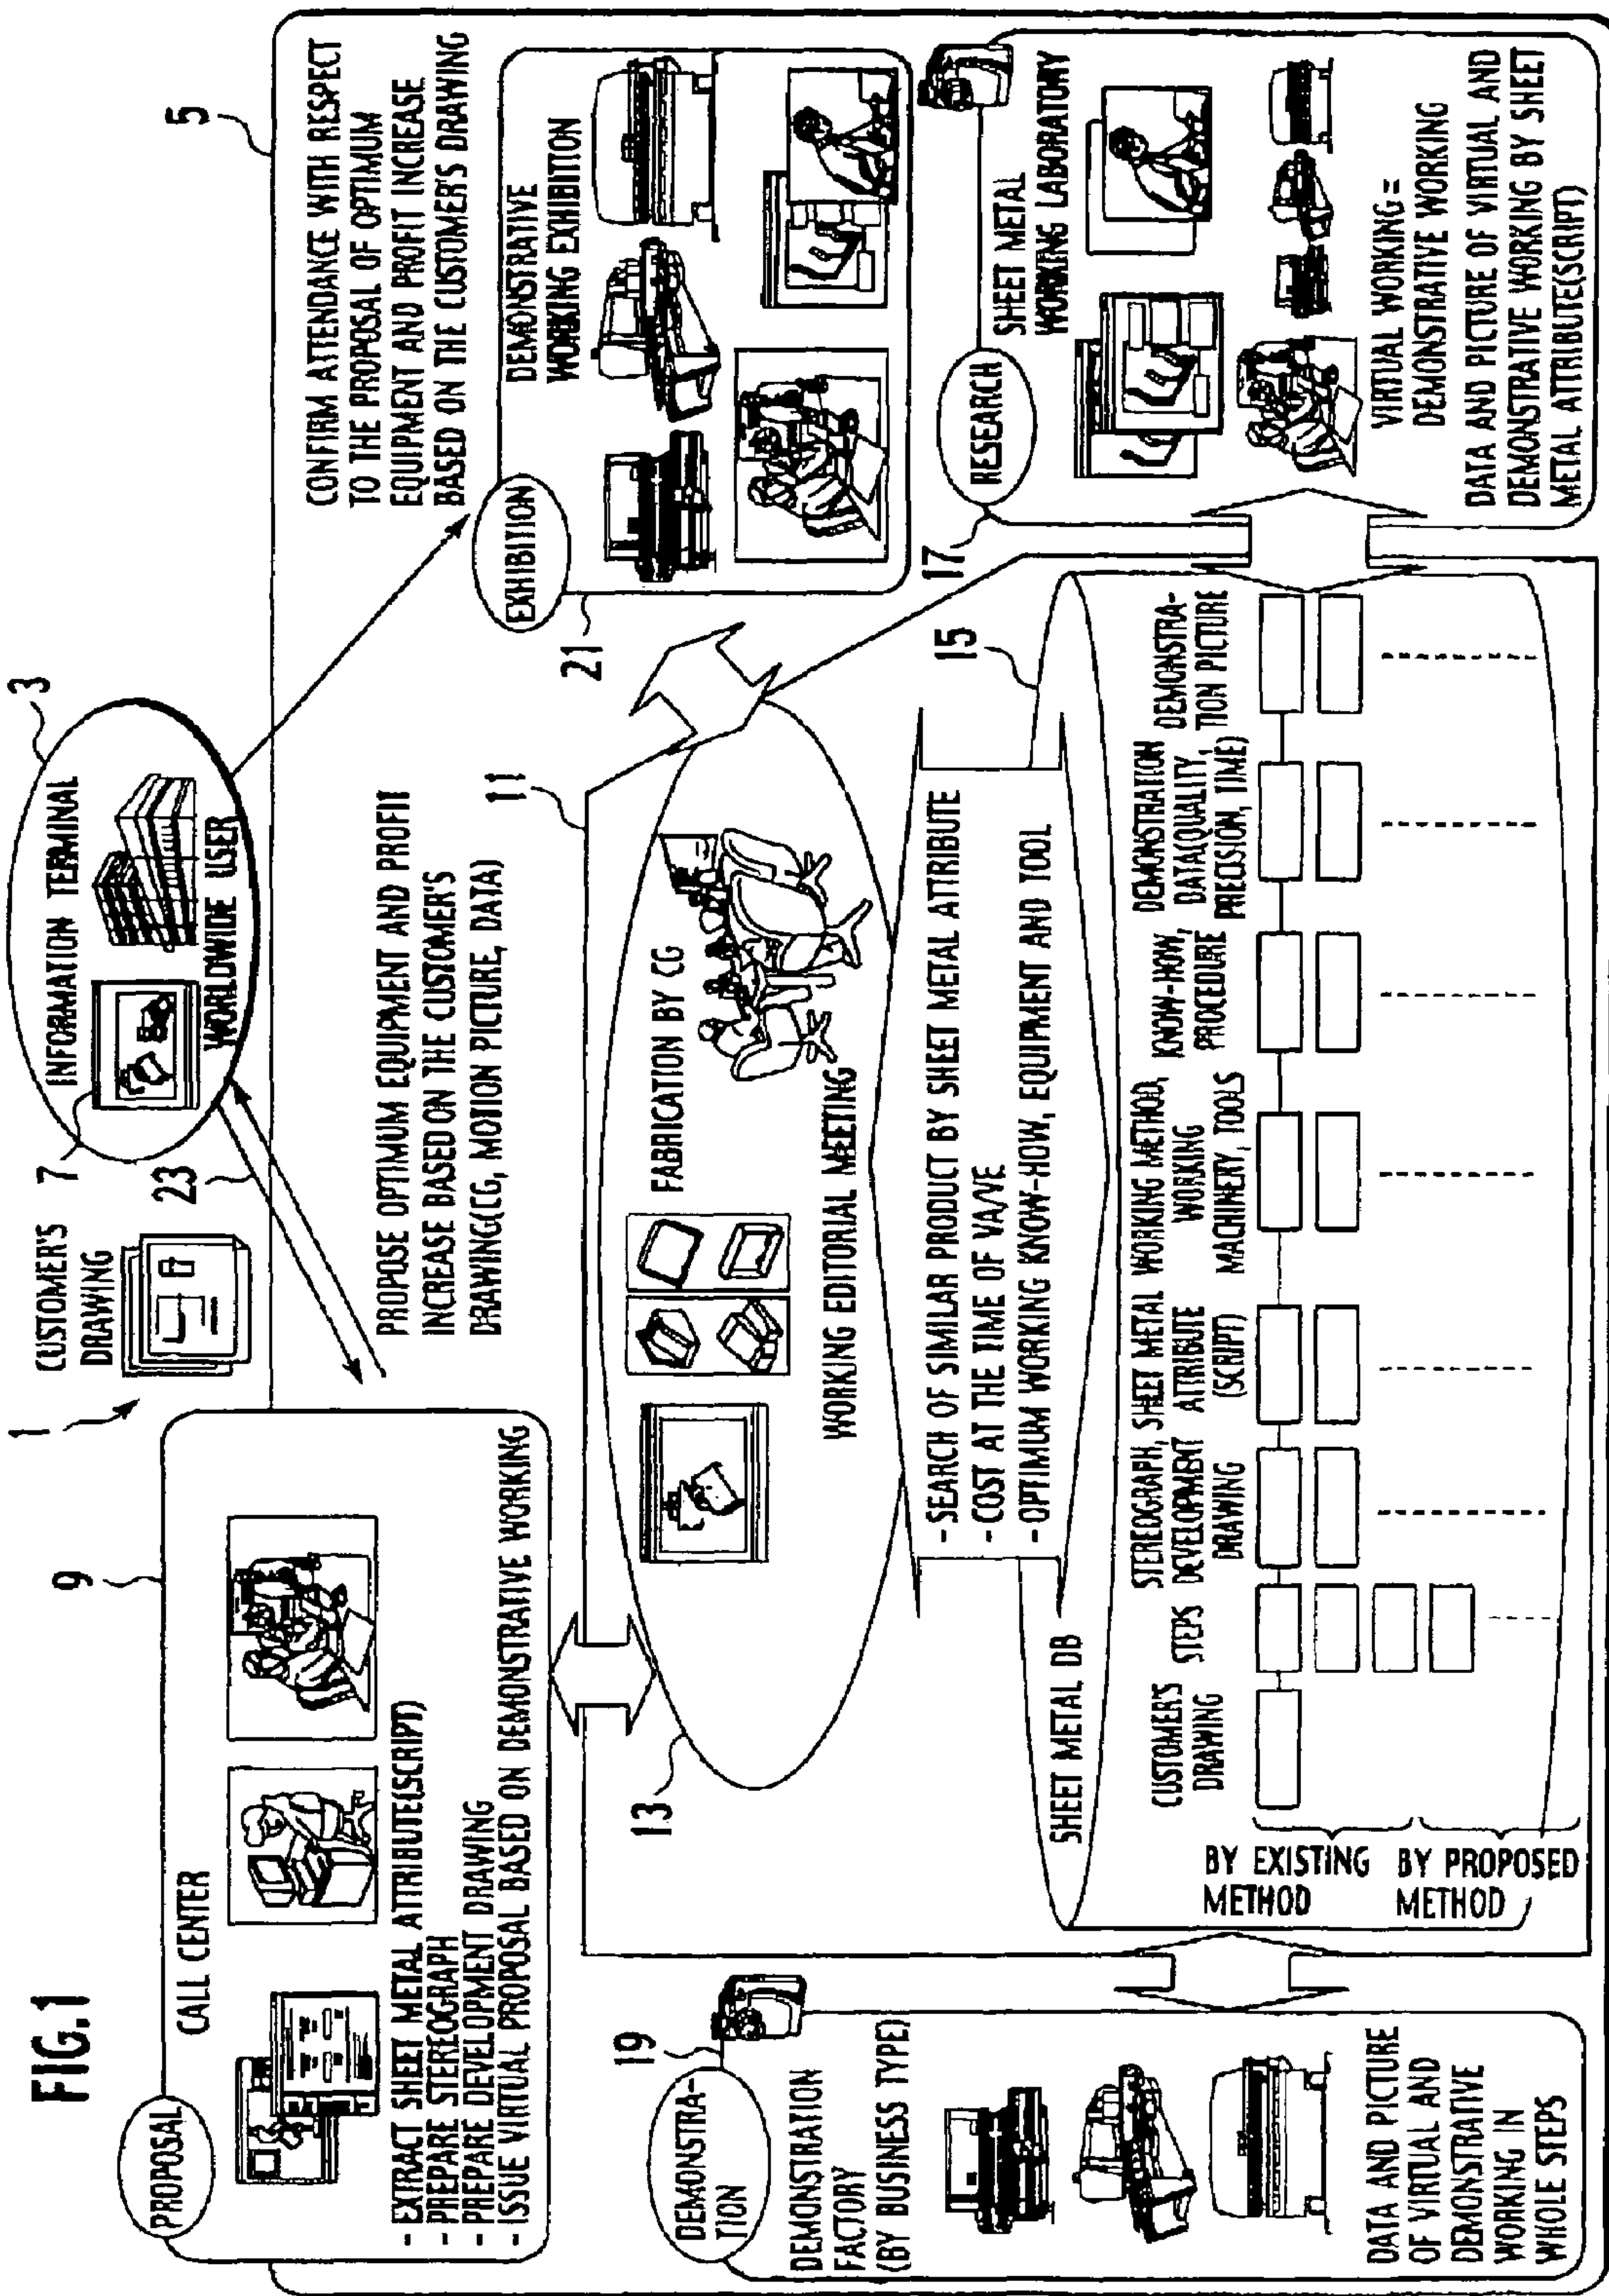 FIG.1
1
CUSTOMER'S
DRAWING
7
23
3
INFORMATION TERMINAL
WORLDWIDE USER
5
PROPOSAL
CALL CENTER
9
- EXTRACT SHEET METAL ATTRIBUTE(SCRIPT)
- PREPARE STEREOGRAPH
- PREPARE DEVELOPMENT DRAWING
- ISSUE VIRTUAL PROPOSAL BASED ON DEMONSTRATIVE WORKING
PROPOSE OPTIMUM EQUIPMENT AND PROFIT
INCREASE BASED ON THE CUSTOMER'S
DRAWING(CG, MOTION PICTURE, DATA)
CONFIRM ATTENDANCE WITH RESPECT
TO THE PROPOSAL OF OPTIMUM
EQUIPMENT AND PROFIT INCREASE
BASED ON THE CUSTOMER'S DRAWING
EXHIBITION
21
DEMONSTRATIVE
WORKING EXHIBITION
11
13
FABRICATION BY CG
WORKING EDITORIAL MEETING
- SEARCH OF SIMILAR PRODUCT BY SHEET METAL ATTRIBUTE
- COST AT THE TIME OF VA/VE
- OPTIMUM WORKING KNOW-HOW, EQUIPMENT AND TOOL
DEMONSTRA-
TION
19
DEMONSTRATION
FACTORY
(BY BUSINESS TYPE)
DATA AND PICTURE
OF VIRTUAL AND
DEMONSTRATIVE
WORKING IN
WHOLE STEPS
SHEET METAL DB
15
CUSTOMER'S
DRAWING
STEPS
STEREOGRAPH,
DEVELOPMENT
DRAWING
SHEET METAL
ATTRIBUTE
(SCRIPT)
WORKING METHOD,
WORKING
MACHINERY, TOOLS
KNOW-HOW,
PROCEDURE
DEMONSTRATION
DATA(QUALITY,
PRECISION, TIME)
DEMONSTRA-
TION PICTURE
BY EXISTING
METHOD
BY PROPOSED
METHOD
17
RESEARCH
SHEET METAL
WORKING LABORATORY
VIRTUAL WORKING=
DEMONSTRATIVE WORKING
DATA AND PICTURE OF VIRTUAL AND
DEMONSTRATIVE WORKING BY SHEET
METAL ATTRIBUTE(SCRIPT)